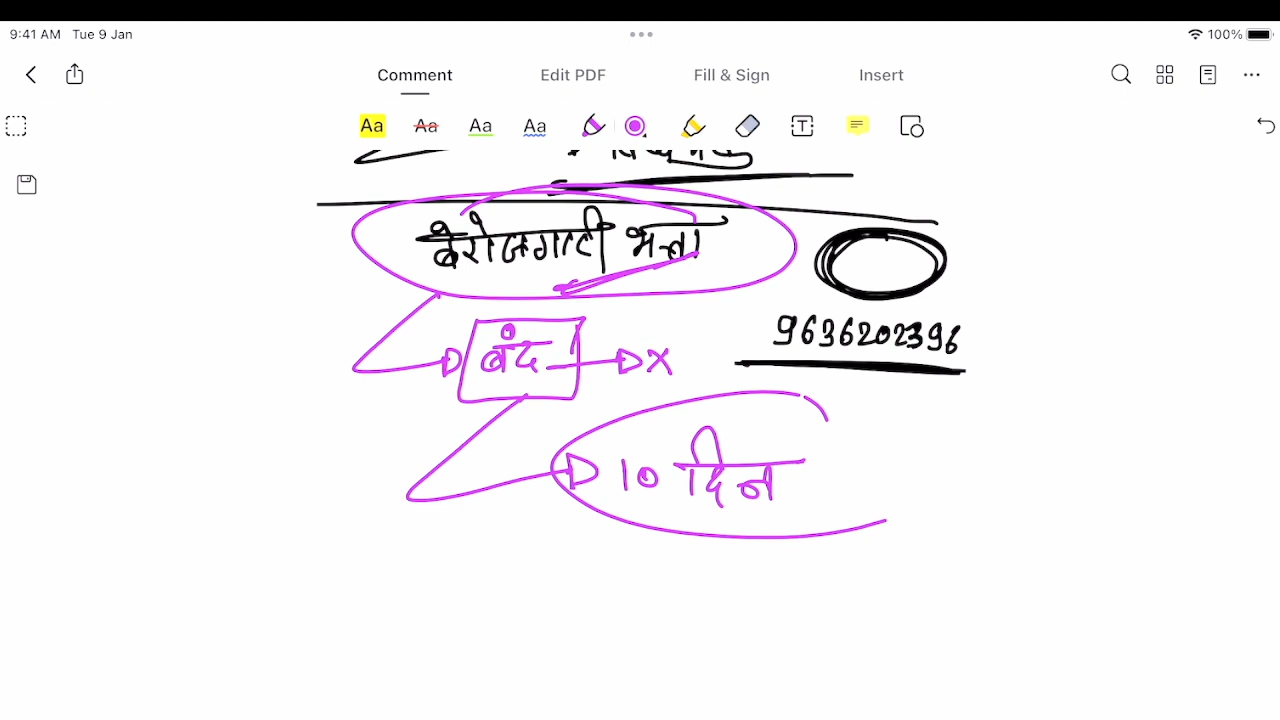 9:41 AM Tue 9 Jan
100%
Comment Edit PDF Fill & Sign Insert
Aa Aa Aa Aa T
बेरोजगारी भत्ता
9636202396
बंद X
10 दिन